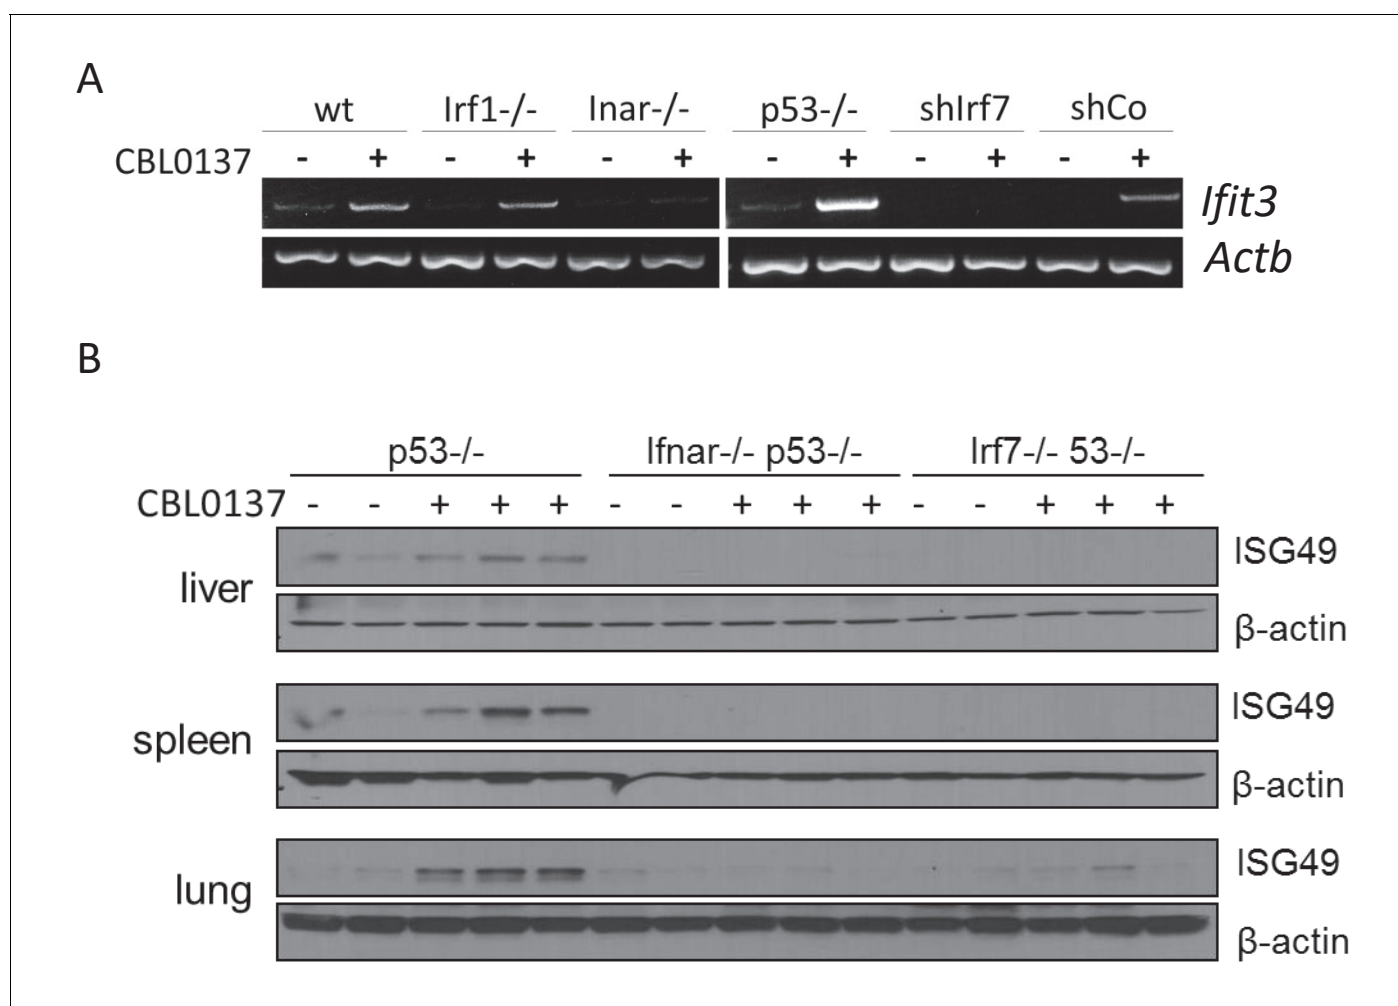 A
wt Irf1-/- Inar-/- p53-/- shIrf7 shCo
CBL0137 - + - + - + - + - + - +
Ifit3
Actb
B
p53-/- Ifnar-/- p53-/- Irf7-/- 53-/-
CBL0137 - - + + + - - + + + - - + + +
liver
ISG49
β-actin
spleen
ISG49
β-actin
lung
ISG49
β-actin